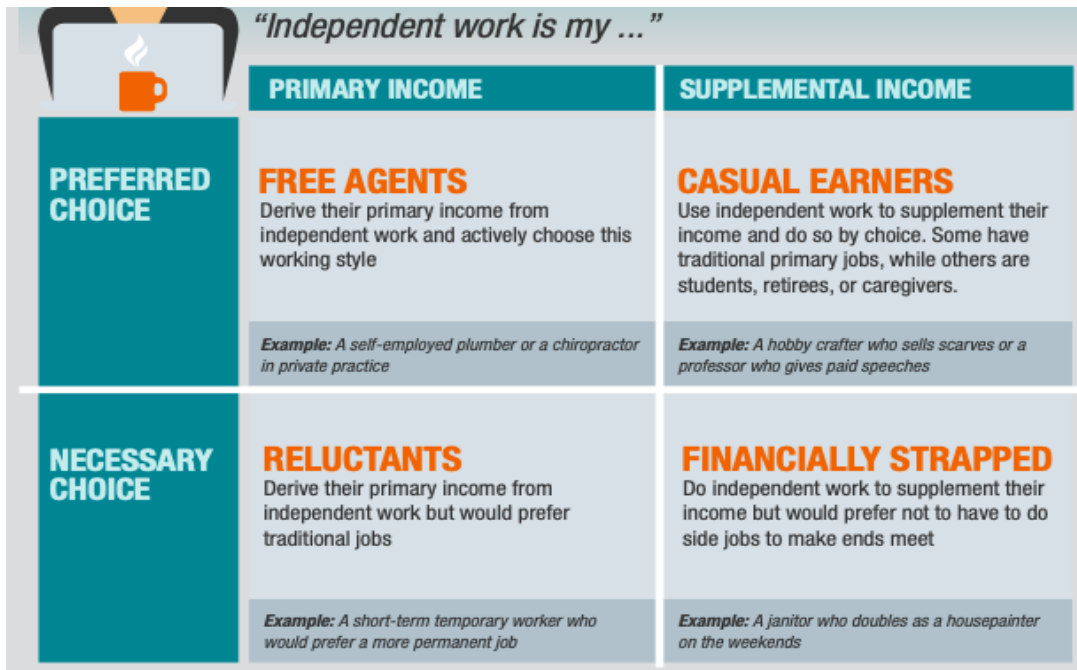 “Independent work is my ...”
PRIMARY INCOME
SUPPLEMENTAL INCOME
PREFERRED
CHOICE
FREE AGENTS
Derive their primary income from
independent work and actively choose this
working style
Example: A self-employed plumber or a chiropractor
in private practice
CASUAL EARNERS
Use independent work to supplement their
income and do so by choice. Some have
traditional primary jobs, while others are
students, retirees, or caregivers.
Example: A hobby crafter who sells scarves or a
professor who gives paid speeches
NECESSARY
CHOICE
RELUCTANTS
Derive their primary income from
independent work but would prefer
traditional jobs
Example: A short-term temporary worker who
would prefer a more permanent job
FINANCIALLY STRAPPED
Do independent work to supplement their
income but would prefer not to have to do
side jobs to make ends meet
Example: A janitor who doubles as a housepainter
on the weekends